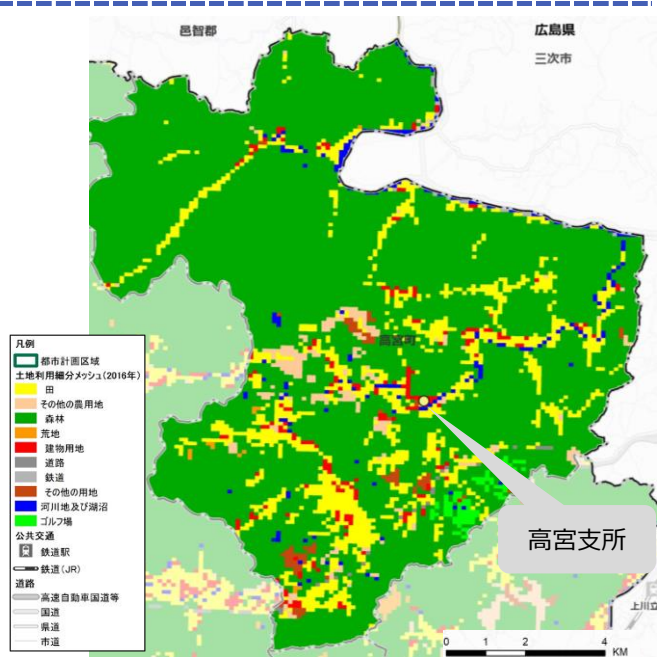 邑智郡
広島県
三次市
高宮町
凡例
都市計画区域
土地利用細分メッシュ(2016年)
田
その他の農用地
森林
荒地
建物用地
道路
鉄道
その他の用地
河川地及び湖沼
ゴルフ場
公共交通
鉄道駅
鉄道(JR)
道路
高速自動車国道等
国道
県道
市道
高宮支所
上川立
0 1 2 4
KM